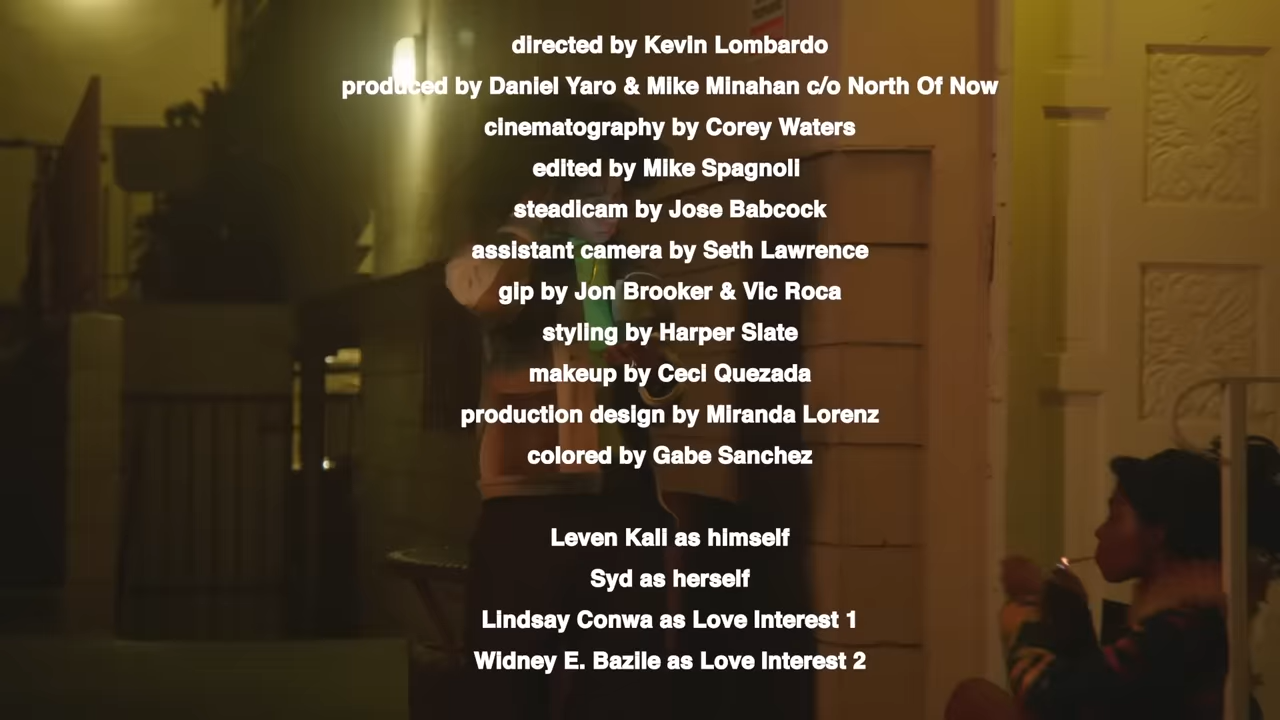 directed by Kevin Lombardo
produced by Daniel Yaro & Mike Minahan c/o North Of Now
cinematography by Corey Waters
edited by Mike Spagnoli
steadicam by Jose Babcock
assistant camera by Seth Lawrence
gip by Jon Brooker & Vic Roca
styling by Harper Slate
makeup by Ceci Quezada
production design by Miranda Lorenz
colored by Gabe Sanchez
Leven Kali as himself
Syd as herself
Lindsay Conwa as Love Interest 1
Widney E. Bazile as Love Interest 2